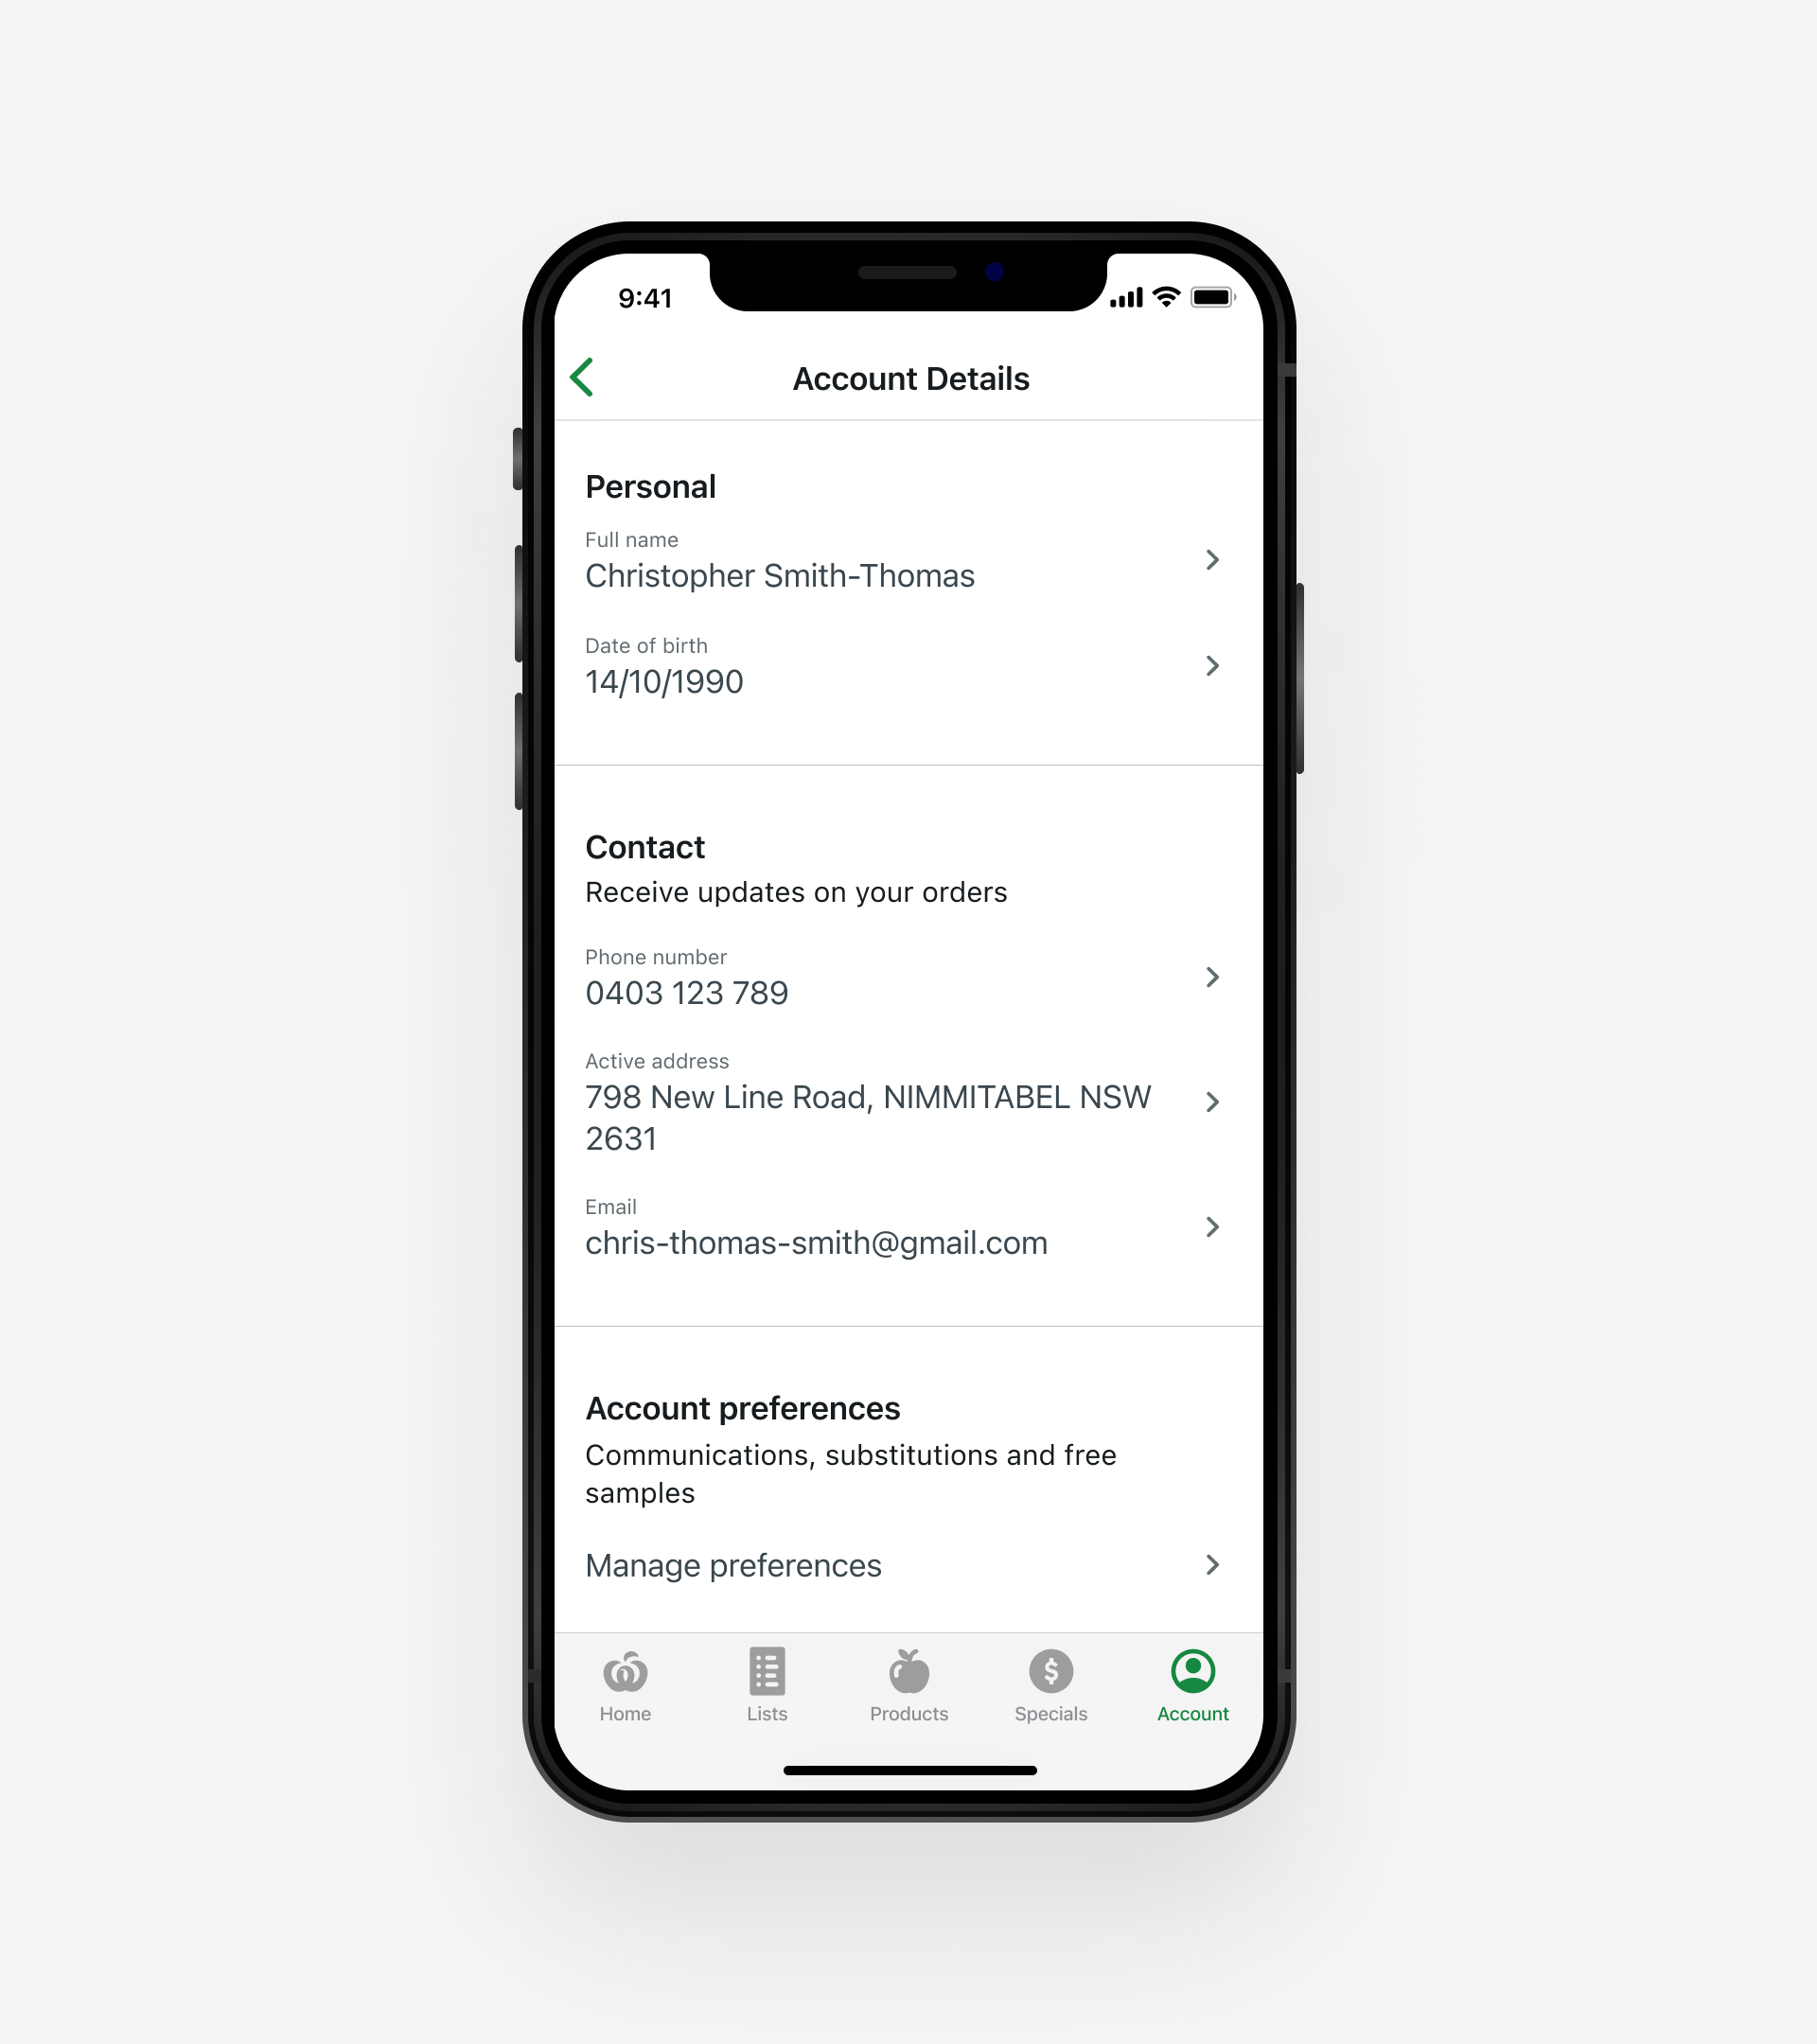 9:41
Account Details
Personal
Full name
Christopher Smith-Thomas
Date of birth
14/10/1990
Contact
Receive updates on your orders
Phone number
0403 123 789
Active address
798 New Line Road, NIMMITABEL NSW
2631
Email
chris-thomas-smith@gmail.com
Account preferences
Communications, substitutions and free
samples
Manage preferences
Home Lists Products Specials Account